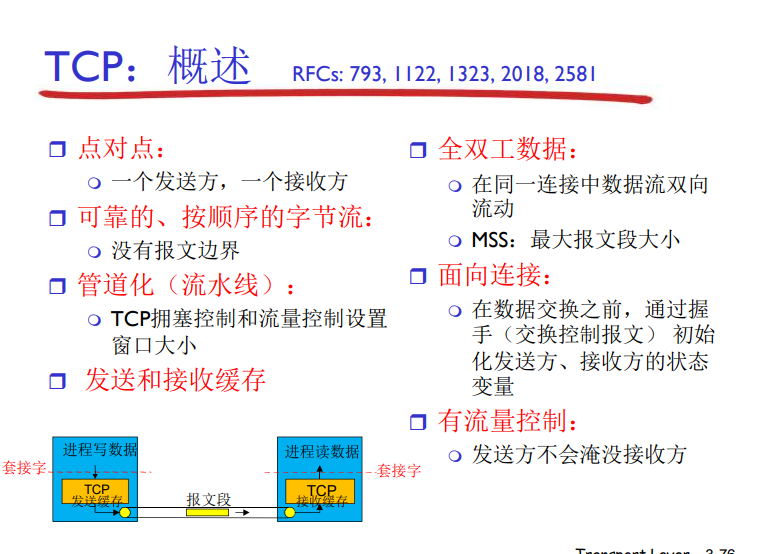 TCP：概述 RFCs: 793, 1122, 1323, 2018, 2581
点对点：
一个发送方，一个接收方
可靠的、按顺序的字节流：
没有报文边界
管道化（流水线）：
TCP拥塞控制和流量控制设置
窗口大小
发送和接收缓存
全双工数据：
在同一连接中数据流双向
流动
MSS：最大报文段大小
面向连接：
在数据交换之前，通过握
手（交换控制报文） 初始
化发送方、接收方的状态
变量
有流量控制：
发送方不会淹没接收方
进程写数据
套接字
TCP
发送缓存
报文段
进程读数据
套接字
TCP
接收缓存
Transport Layer 3-76